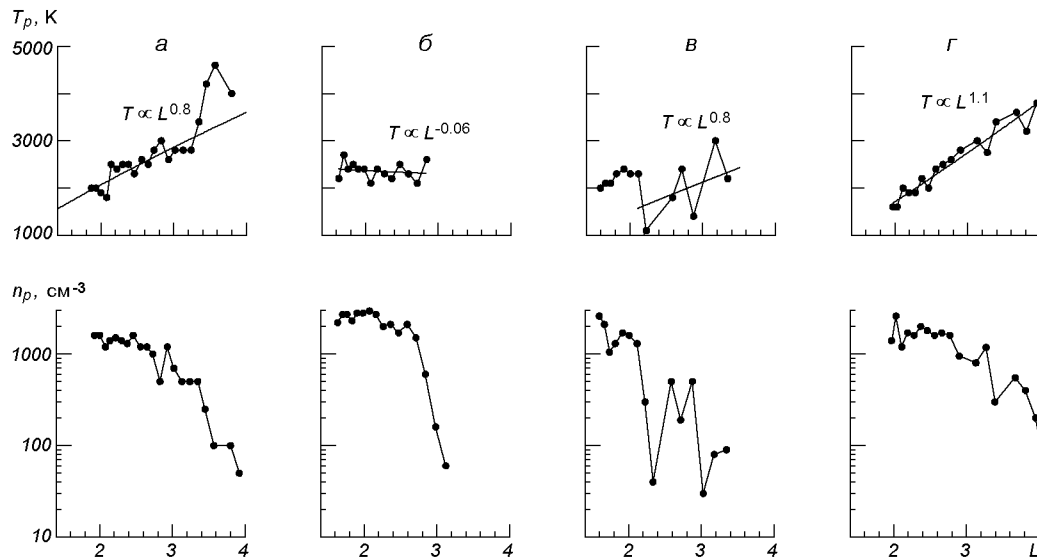 T_p, K
а б в г
5000
3000
1000
T ∝ L^0.8
T ∝ L^-0.06
T ∝ L^0.8
T ∝ L^1.1
n_p, см^-3
1000
100
10
2 3 4 2 3 4 2 3 4 2 3 L